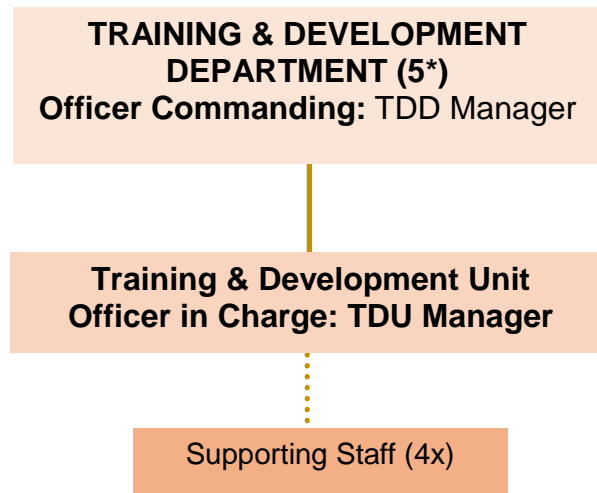 TRAINING & DEVELOPMENT
DEPARTMENT (5*)
Officer Commanding: TDD Manager
Training & Development Unit
Officer in Charge: TDU Manager
Supporting Staff (4x)